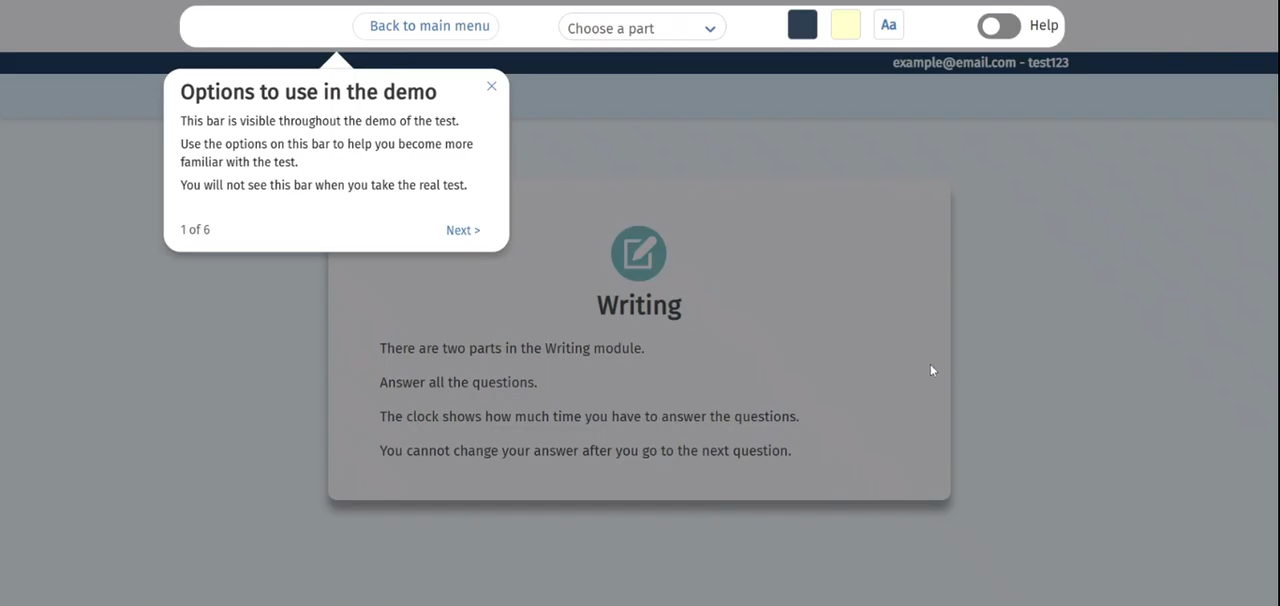 Back to main menu
Choose a part
Aa
Help
example@email.com - test123
Options to use in the demo
This bar is visible throughout the demo of the test.
Use the options on this bar to help you become more
familiar with the test.
You will not see this bar when you take the real test.
1 of 6
Next >
Writing
There are two parts in the Writing module.
Answer all the questions.
The clock shows how much time you have to answer the questions.
You cannot change your answer after you go to the next question.